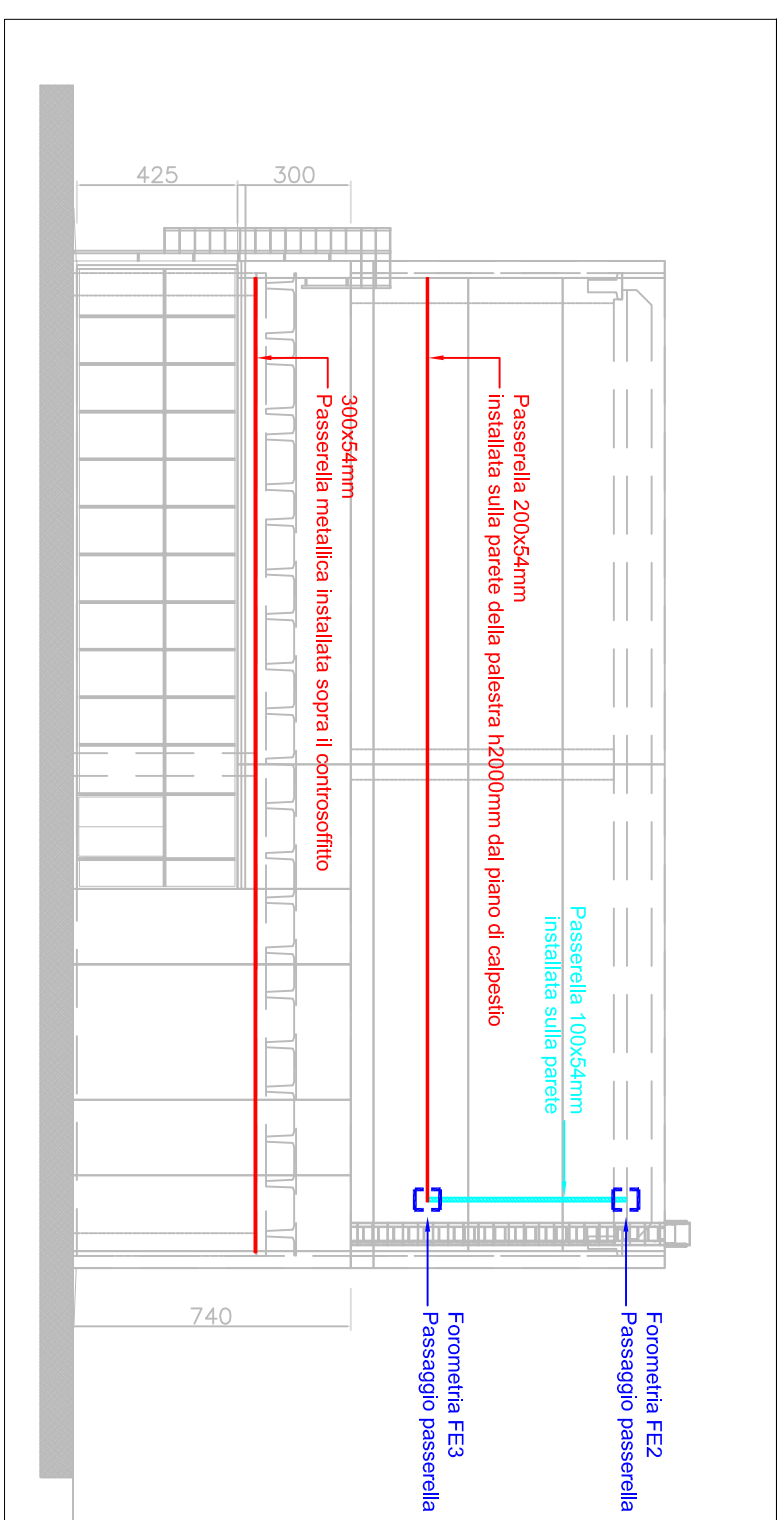 425
300
Passerella 200x54mm
installata sulla parete della palestra h2000mm dal piano di calpestio
300x54mm
Passerella metallica installata sopra il controsoffitto
Passerella 100x54mm
installata sulla parete
Forometria FE2
Passaggio passerella
Forometria FE3
Passaggio passerella
740